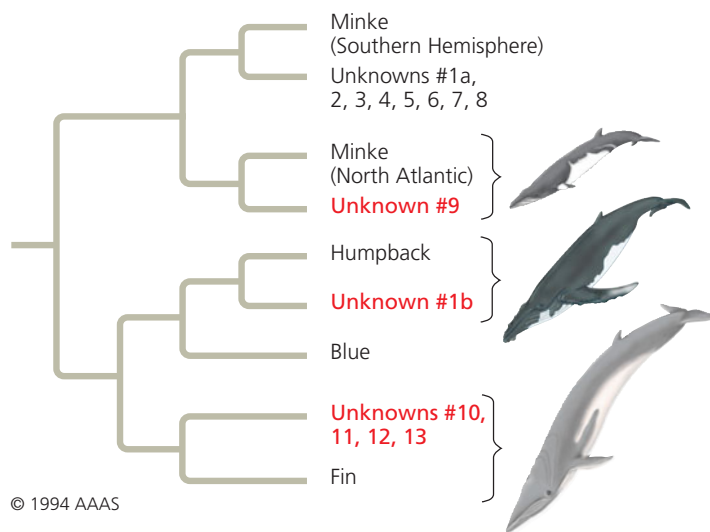 Minke
(Southern Hemisphere)
Unknowns #1a,
2, 3, 4, 5, 6, 7, 8
Minke
(North Atlantic)
Unknown #9
Humpback
Unknown #1b
Blue
Unknowns #10,
11, 12, 13
Fin
© 1994 AAAS